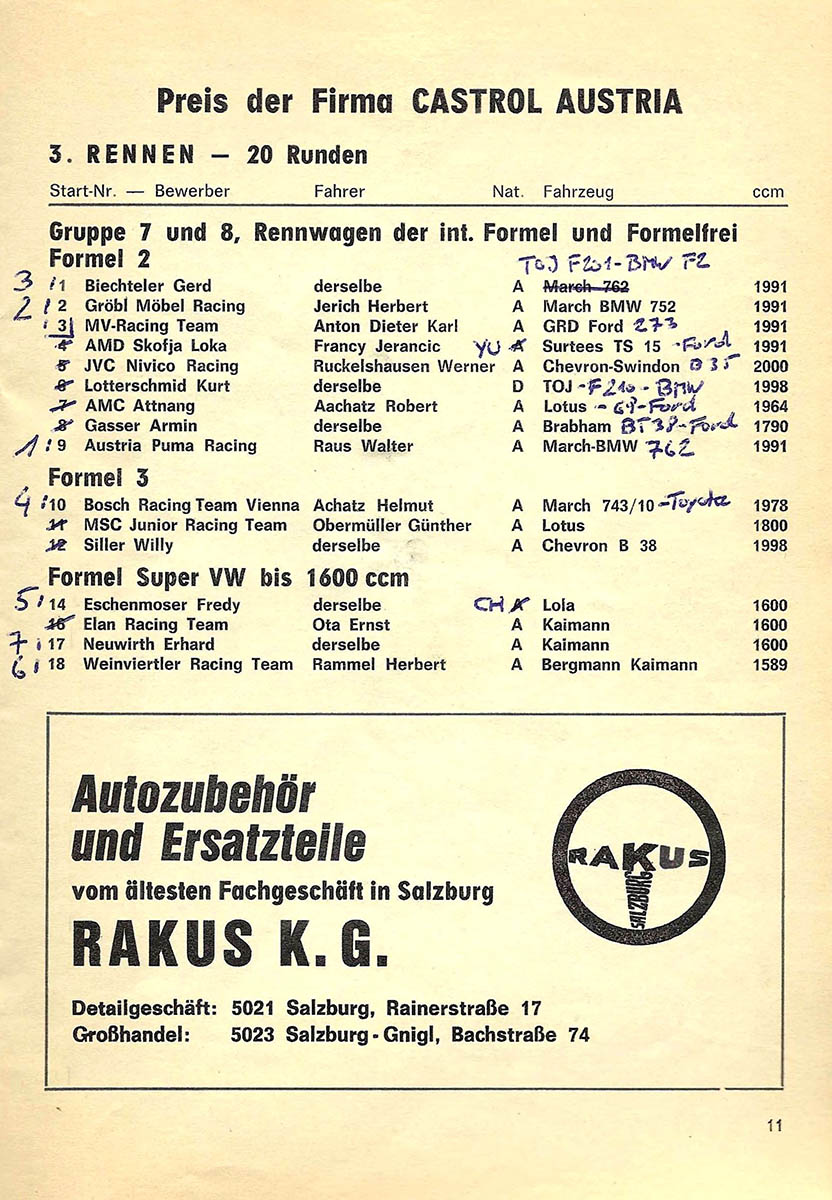 Preis der Firma CASTROL AUSTRIA
3. RENNEN – 20 Runden
Start-Nr. — Bewerber Fahrer Nat. Fahrzeug ccm
Gruppe 7 und 8, Rennwagen der int. Formel und Formelfrei
Formel 2 TOJ F201-BMW F2
3 1 Biechteler Gerd derselbe A March 762 1991
2 2 Gröbl Möbel Racing Jerich Herbert A March BMW 752 1991
3 MV-Racing Team Anton Dieter Karl A GRD Ford 273 1991
4 AMD Skofja Loka Francy Jerancic YU A Surtees TS 15 -Ford 1991
5 JVC Nivico Racing Ruckelshausen Werner A Chevron-Swindon B35 2000
6 Lotterschmid Kurt derselbe D TOJ -F210-BMW 1998
7 AMC Attnang Aachatz Robert A Lotus -69-Ford 1964
8 Gasser Armin derselbe A Brabham BT38-Ford 1790
1 9 Austria Puma Racing Raus Walter A March-BMW 762 1991
Formel 3
4 10 Bosch Racing Team Vienna Achatz Helmut A March 743/10 -Toyota 1978
11 MSC Junior Racing Team Obermüller Günther A Lotus 1800
12 Siller Willy derselbe A Chevron B 38 1998
Formel Super VW bis 1600 ccm
5 14 Eschenmoser Fredy derselbe CH A Lola 1600
Elan Racing Team Ota Ernst A Kaimann 1600
7 17 Neuwirth Erhard derselbe A Kaimann 1600
6 18 Weinviertler Racing Team Rammel Herbert A Bergmann Kaimann 1589
Autozubehör
und Ersatzteile
vom ältesten Fachgeschäft in Salzburg
RAKUS K. G.
RAKUS
SALZBURG
Detailgeschäft: 5021 Salzburg, Rainerstraße 17
Großhandel: 5023 Salzburg-Gnigl, Bachstraße 74
11